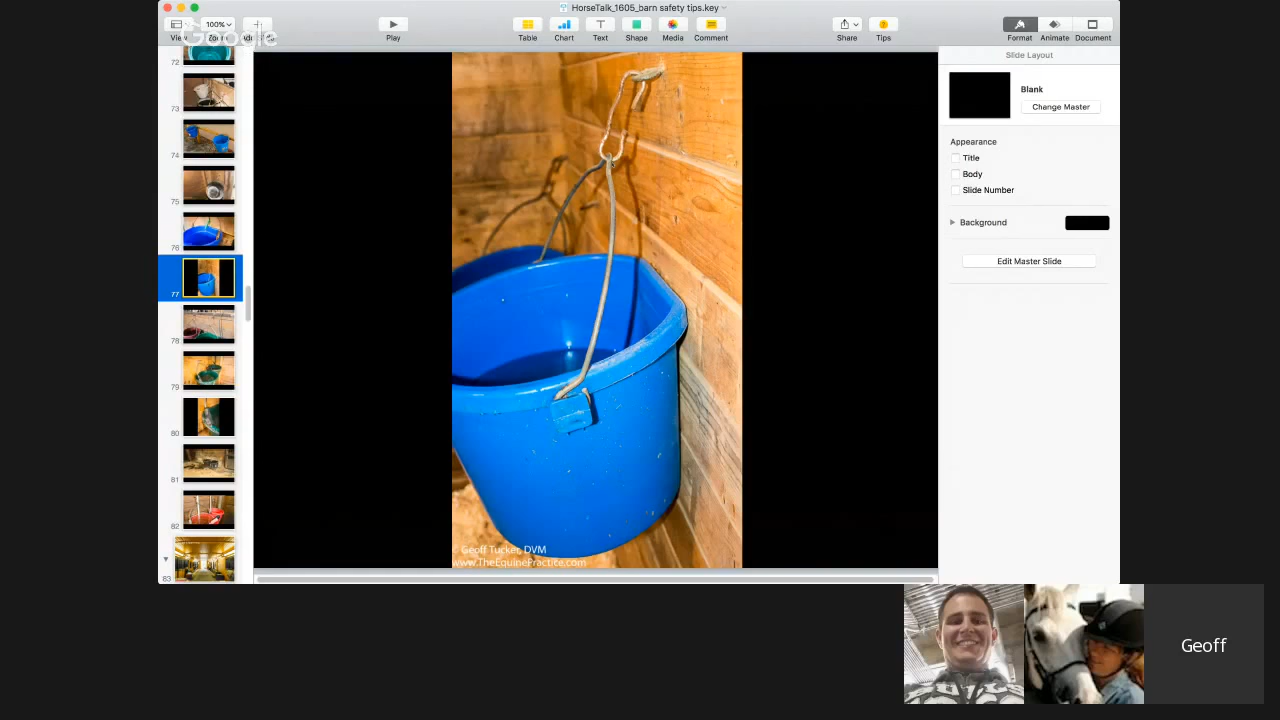 HorseTalk_1605_barn safety tips.key
View
100%
Zoom
Google
Play
Table
Chart
Text
Shape
Media
Comment
Share
Tips
Format
Animate
Document
72
73
74
75
76
77
78
79
80
81
82
83
Slide Layout
Blank
Change Master
Appearance
Title
Body
Slide Number
Background
Edit Master Slide
© Geoff Tucker, DVM
www.TheEquinePractice.com
Geoff